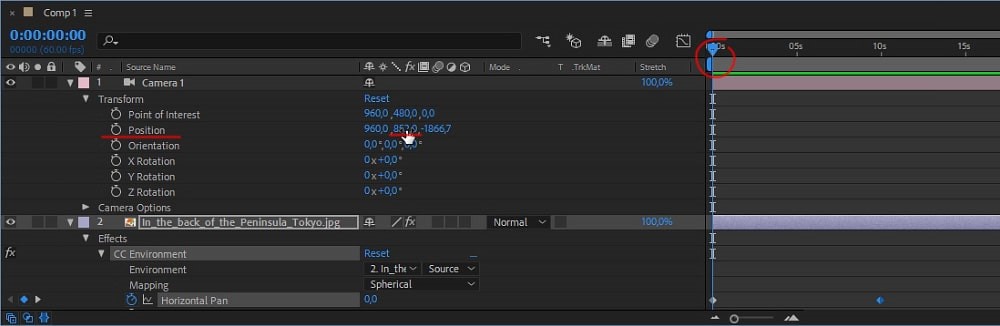 × Comp 1 ≡
0:00:00:00
00000 (60.00 fps)
:00s 05s 10s 15s
# . Source Name fx Mode . T .TrkMat Stretch
1 Camera 1 100,0%
Transform Reset
Point of Interest 960,0 ,480,0 ,0,0
Position 960,0 -1866,7
Orientation 0,0°,0,0°,0,0°
X Rotation 0 x+0,0°
Y Rotation 0 x+0,0°
Z Rotation 0 x+0,0°
Camera Options
2 In_the_back_of_the_Peninsula_Tokyo.jpg fx Normal 100,0%
Effects
fx CC Environment Reset
Environment 2. In_the Source
Mapping Spherical
Horizontal Pan 0,0